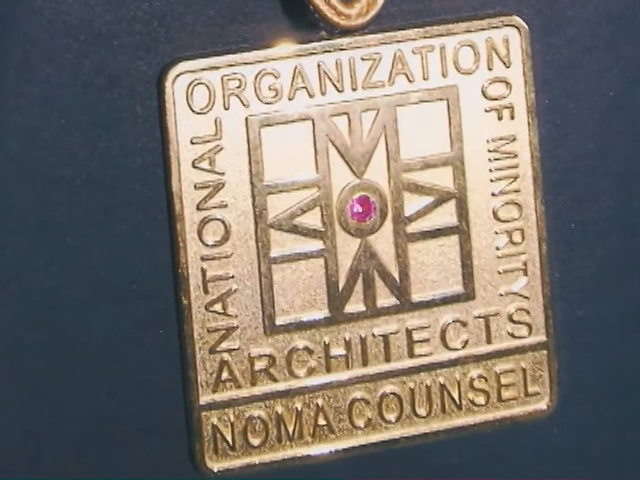 NATIONAL
ORGANIZATION
OF MINORITY
ARCHITECTS
NOMA COUNSEL